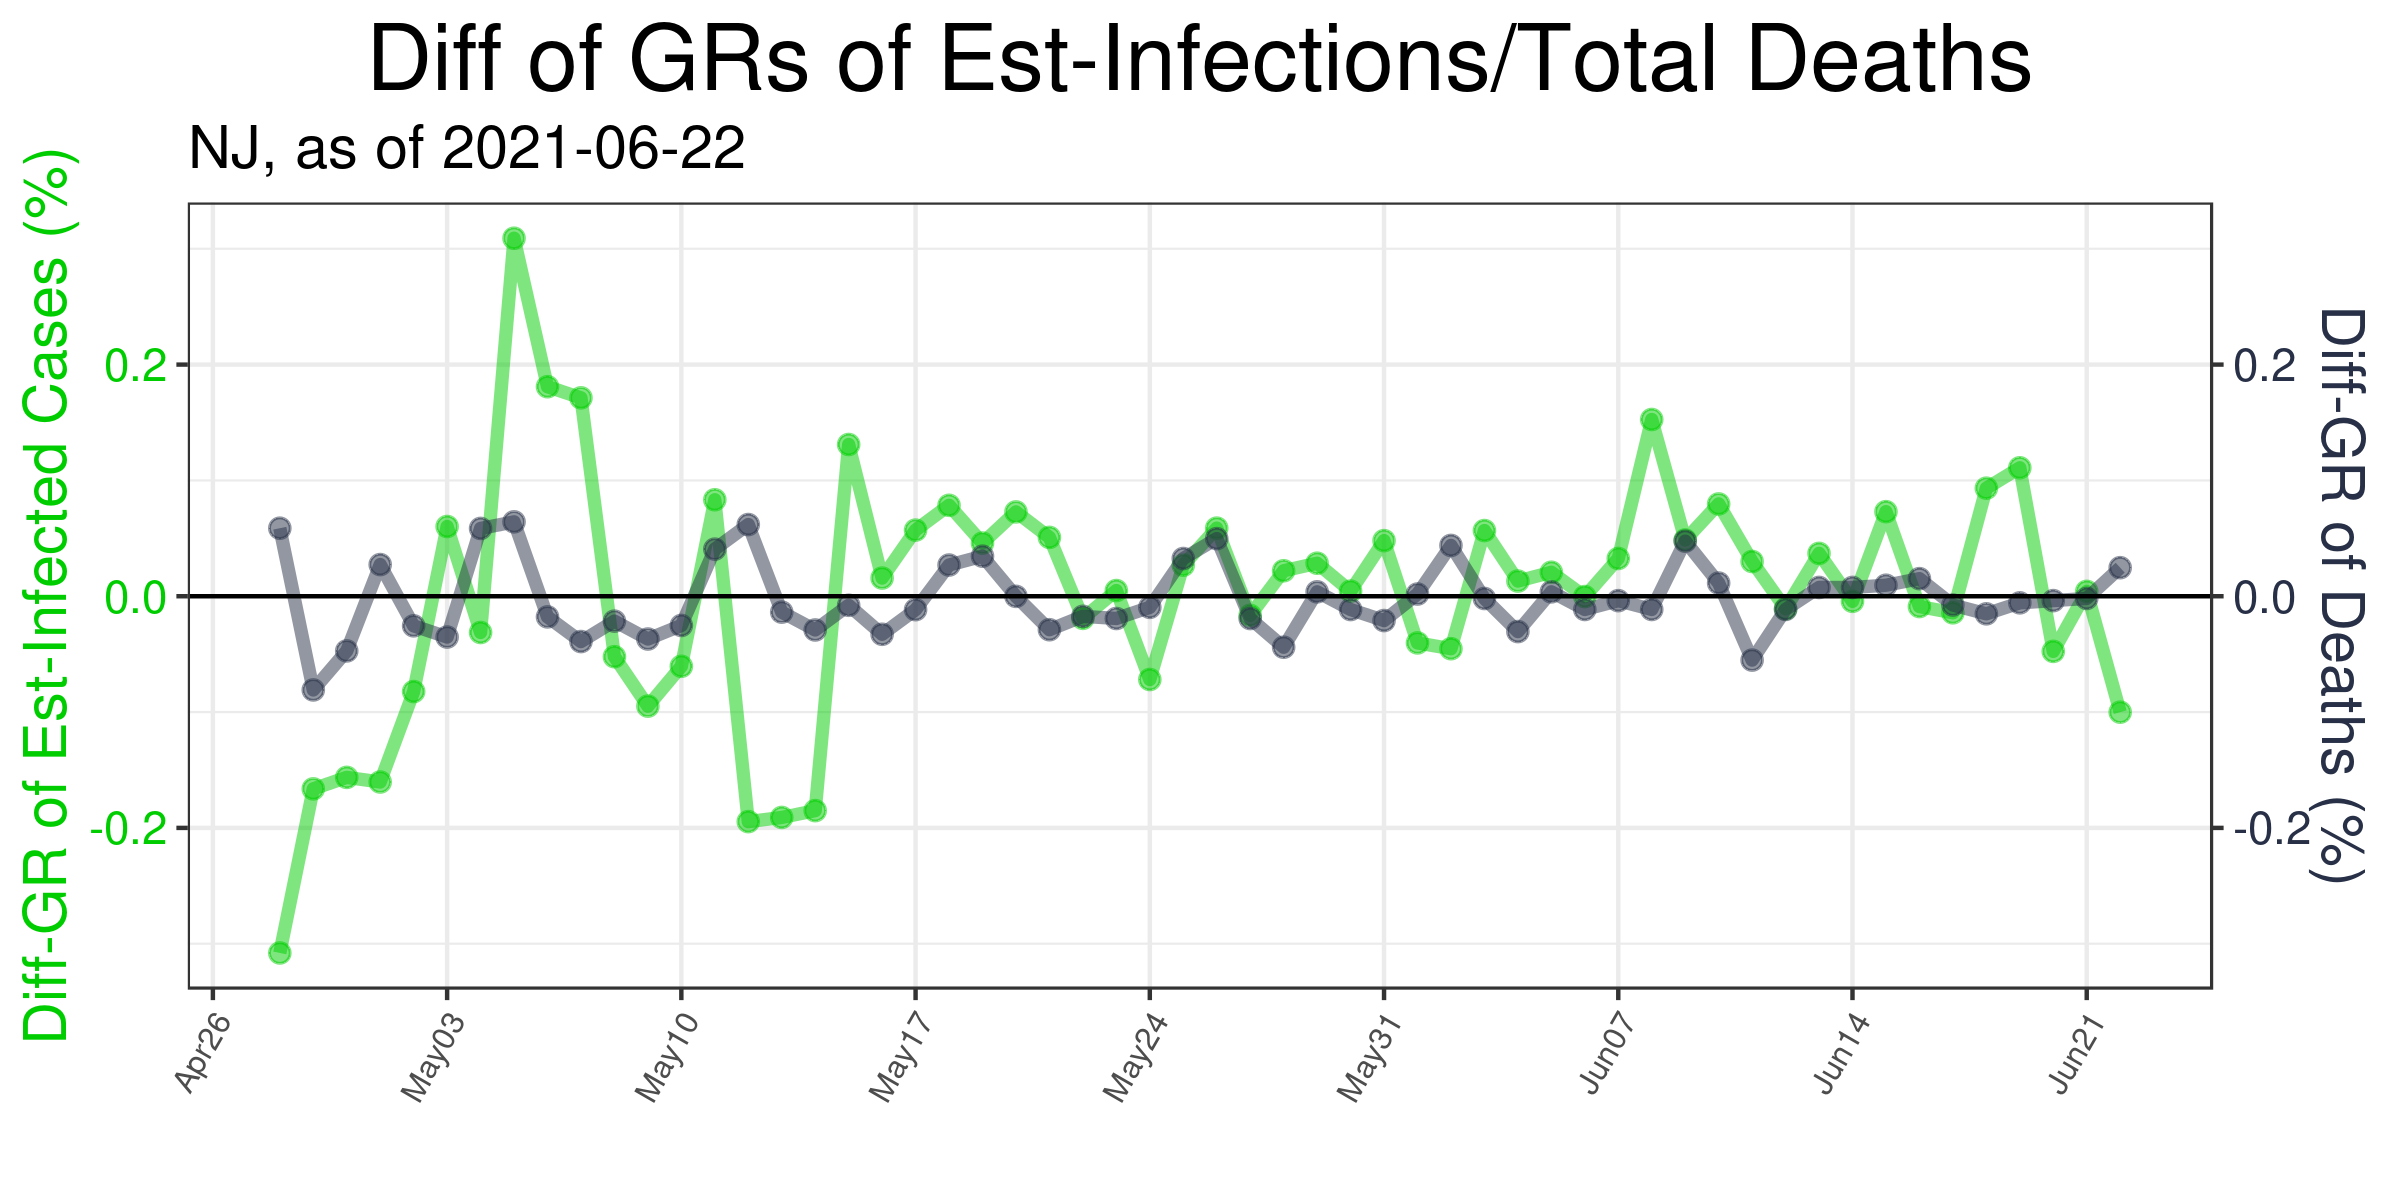 Diff of GRs of Est-Infections/Total Deaths
NJ, as of 2021-06-22
Diff-GR of Est-Infected Cases (%)
0.2
0.0
-0.2
0.2
0.0
-0.2
Diff-GR of Deaths (%)
Apr26
May03
May10
May17
May24
May31
Jun07
Jun14
Jun21